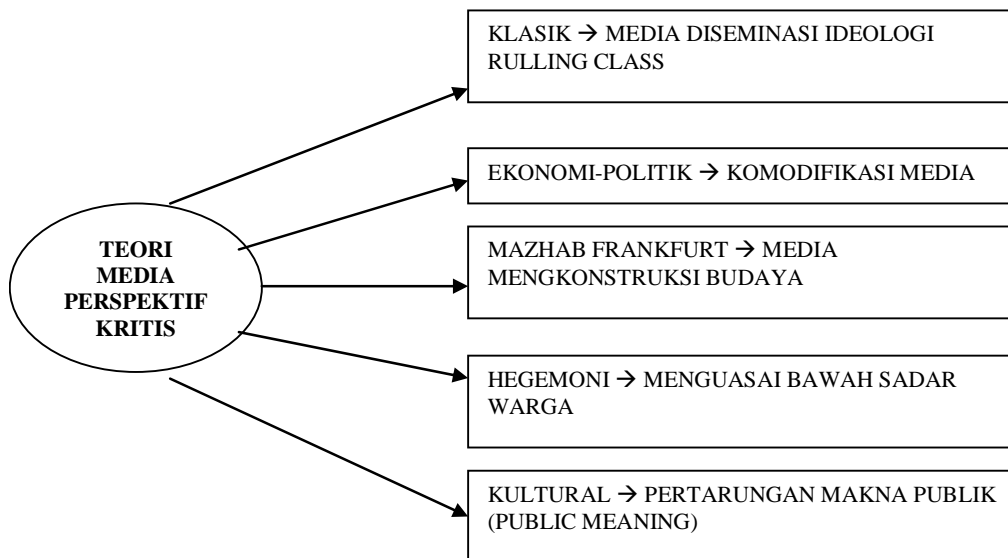 KLASIK → MEDIA DISEMINASI IDEOLOGI
RULLING CLASS
EKONOMI-POLITIK → KOMODIFIKASI MEDIA
TEORI
MEDIA
PERSPEKTIF
KRITIS
MAZHAB FRANKFURT → MEDIA
MENGKONSTRUKSI BUDAYA
HEGEMONI → MENGUASAI BAWAH SADAR
WARGA
KULTURAL → PERTARUNGAN MAKNA PUBLIK
(PUBLIC MEANING)